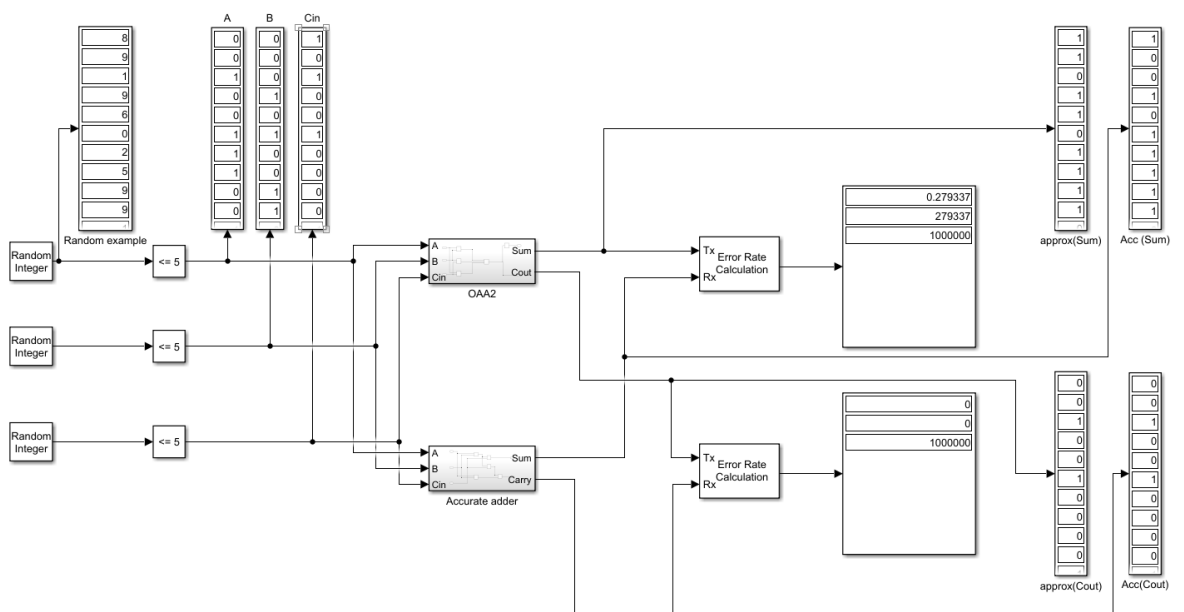 A B Cin
8
9
1
9
6
0
2
5
9
9
Random example
0
0
1
0
0
1
1
1
0
0
0
0
0
1
0
1
0
0
1
1
1
0
1
0
0
1
0
0
0
0
Random
Integer
<= 5
Random
Integer
<= 5
Random
Integer
<= 5
A
B
Cin
Sum
Cout
OAA2
A
B
Cin
Sum
Carry
Accurate adder
Tx
Rx
Error Rate
Calculation
0.279337
279337
1000000
Tx
Rx
Error Rate
Calculation
0
0
1000000
1
1
0
1
1
0
1
1
1
1
approx(Sum)
1
0
0
1
0
1
1
1
1
1
Acc (Sum)
0
0
1
0
0
1
0
0
0
0
approx(Cout)
0
0
1
0
0
1
0
0
0
0
Acc(Cout)